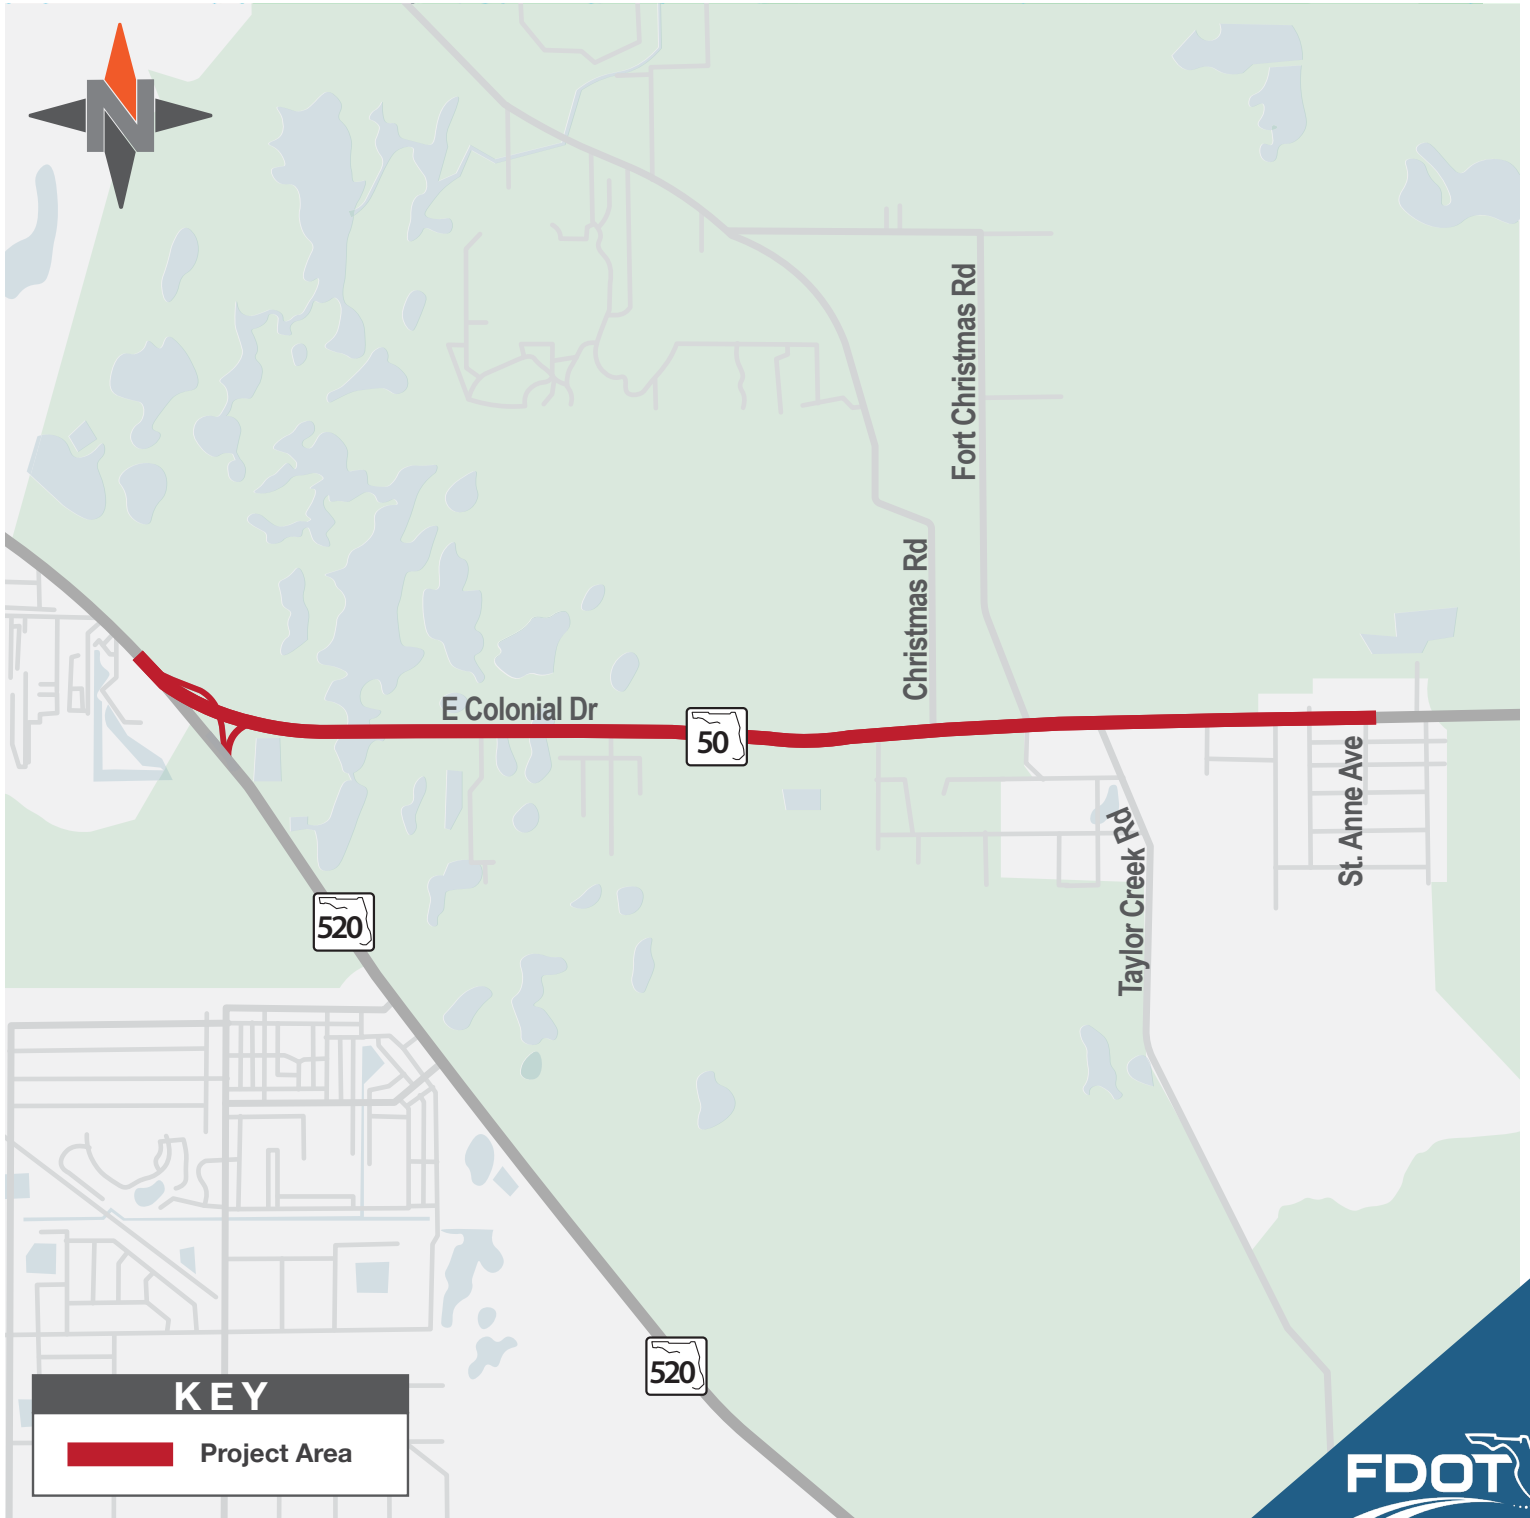 N
Fort Christmas Rd
Christmas Rd
E Colonial Dr
50
St. Anne Ave
Taylor Creek Rd
520
520
KEY
Project Area
FDOT